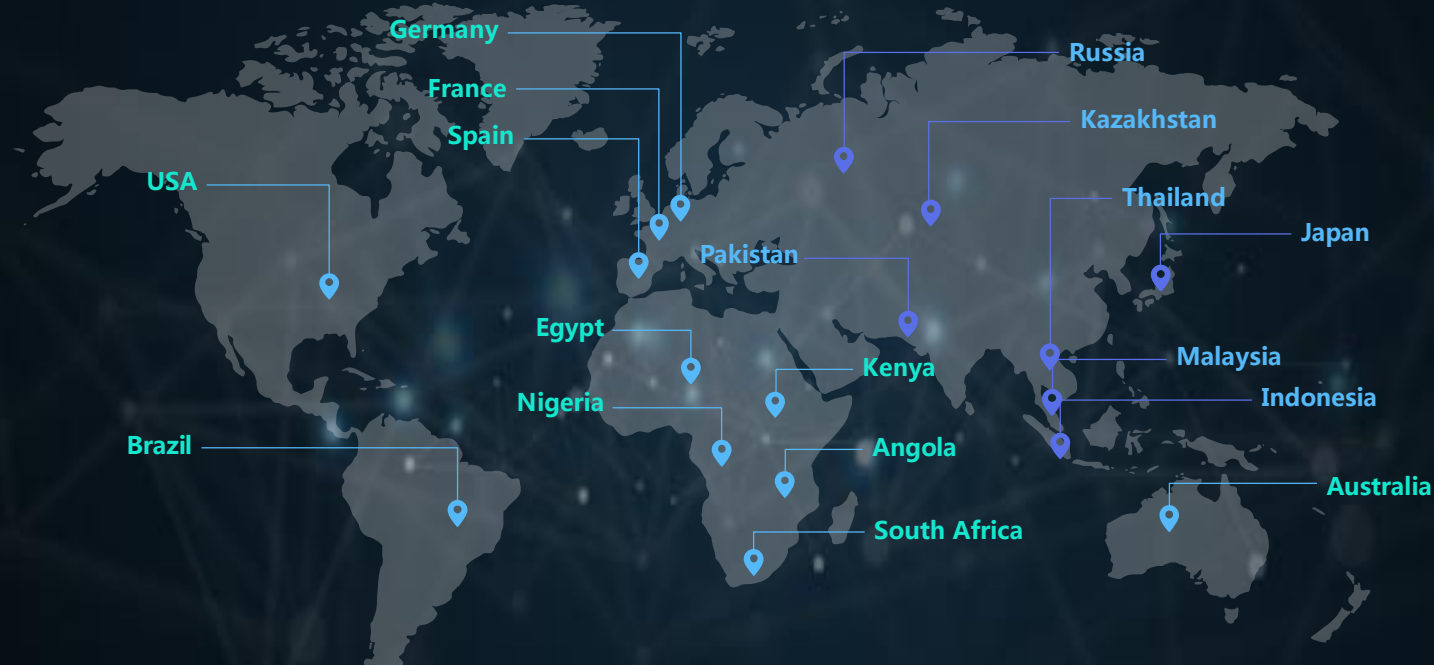 Germany
Russia
France
Kazakhstan
Spain
USA
Thailand
Japan
Pakistan
Egypt
Malaysia
Kenya
Indonesia
Nigeria
Brazil
Angola
Australia
South Africa